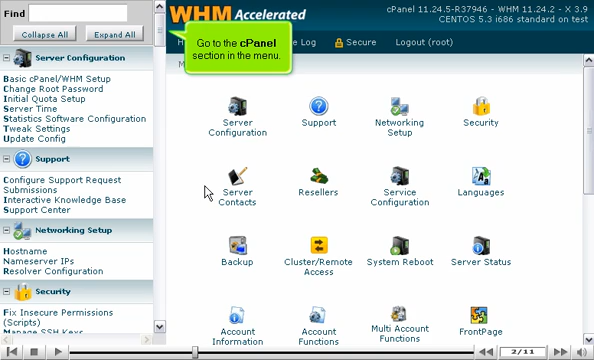 Find
Collapse All
Expand All
Server Configuration
Basic cPanel/WHM Setup
Change Root Password
Initial Quota Setup
Server Time
Statistics Software Configuration
Tweak Settings
Update Config
Support
Configure Support Request
Submissions
Interactive Knowledge Base
Support Center
Networking Setup
Hostname
Nameserver IPs
Resolver Configuration
Security
Fix Insecure Permissions
(Scripts)
Manage SSH Keys
WHM Accelerated
cPanel 11.24.5-R37946 - WHM 11.24.2 - X 3.9
CENTOS 5.3 i686 standard on test
Log
Secure
Logout (root)
Go to the cPanel
section in the menu.
Server
Configuration
Support
Networking
Setup
Security
Server
Contacts
Resellers
Service
Configuration
Languages
Backup
Cluster/Remote
Access
System Reboot
Server Status
Account
Information
Account
Functions
Multi Account
Functions
FrontPage
2/11